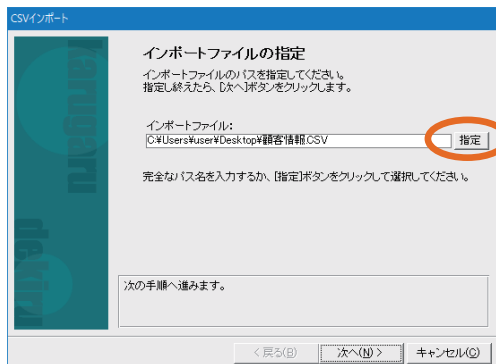 CSVインポート
インポートファイルの指定
インポートファイルのパスを指定してください。
指定し終えたら、[次へ]ボタンをクリックします。
インポートファイル:
C:¥Users¥user¥Desktop¥顧客情報.CSV
指定
完全なパス名を入力するか、[指定]ボタンをクリックして選択してください。
次の手順へ進みます。
< 戻る(B)
次へ(N) >
キャンセル(C)
karugaru
dekiru